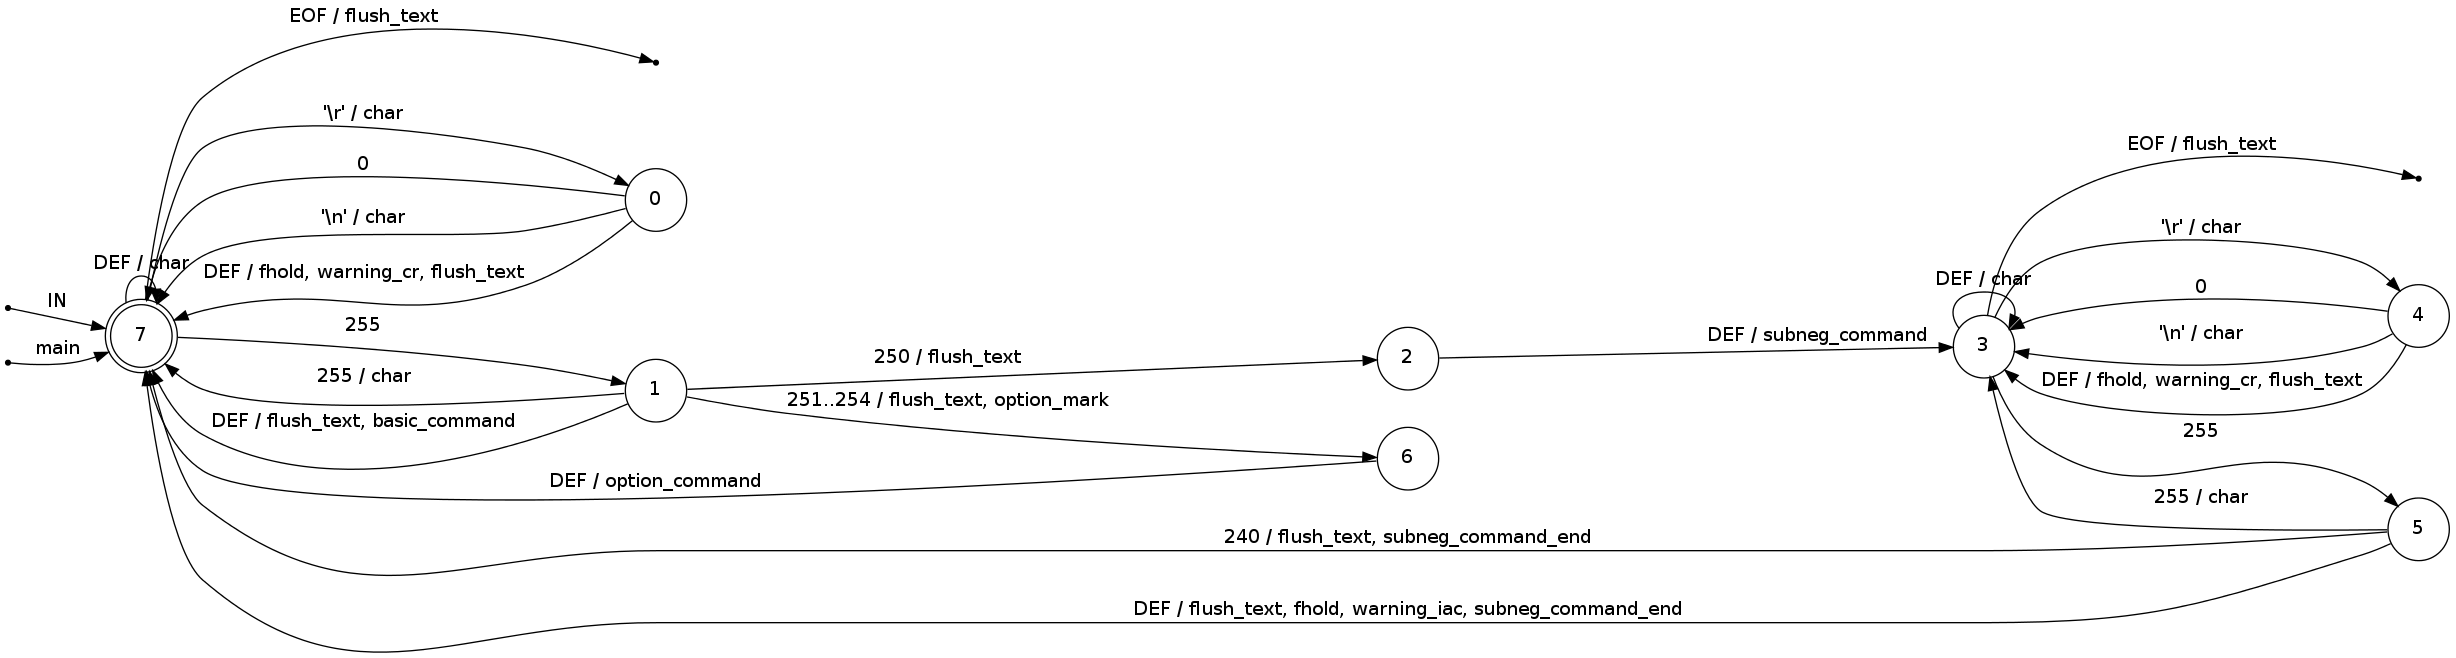 EOF / flush_text
'\r' / char
0
0
'\n' / char
DEF / char
DEF / fhold, warning_cr, flush_text
IN
7
main
255
255 / char
1
DEF / flush_text, basic_command
250 / flush_text
2
251..254 / flush_text, option_mark
6
DEF / option_command
DEF / subneg_command
EOF / flush_text
'\r' / char
DEF / char
0
4
3
'\n' / char
DEF / fhold, warning_cr, flush_text
255
255 / char
5
240 / flush_text, subneg_command_end
DEF / flush_text, fhold, warning_iac, subneg_command_end